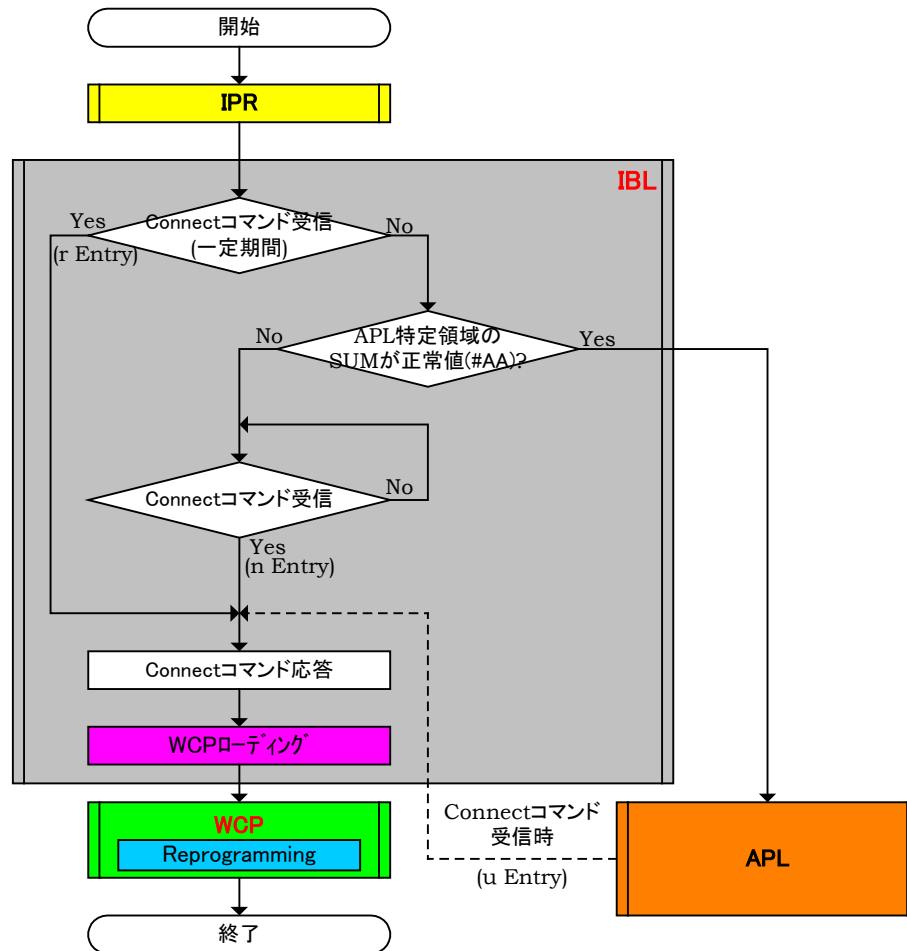 開始
IPR
IBL
Connectコマンド受信
(一定期間)
Yes
(r Entry)
No
APL特定領域の
SUMが正常値(#AA)?
No
Yes
Connectコマンド受信
No
Yes
(n Entry)
Connectコマンド応答
WCPﾛｰﾃﾞｨﾝｸﾞ
WCP
Reprogramming
Connectコマンド
受信時
(u Entry)
APL
終了